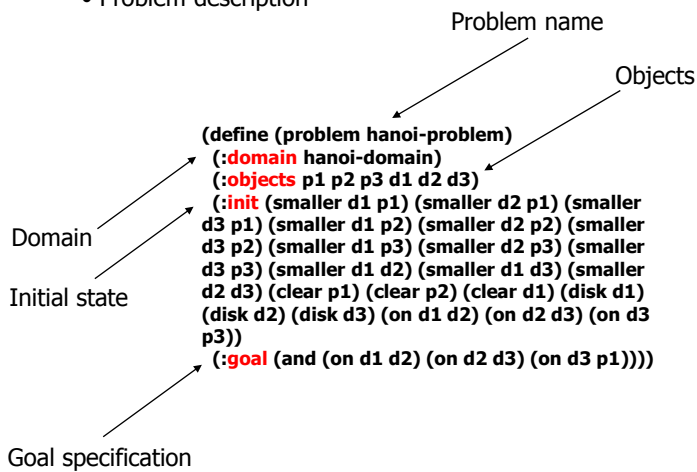 • Problem description
Problem name
Objects
(define (problem hanoi-problem)
(:domain hanoi-domain)
(:objects p1 p2 p3 d1 d2 d3)
(:init (smaller d1 p1) (smaller d2 p1) (smaller
d3 p1) (smaller d1 p2) (smaller d2 p2) (smaller
d3 p2) (smaller d1 p3) (smaller d2 p3) (smaller
d3 p3) (smaller d1 d2) (smaller d1 d3) (smaller
d2 d3) (clear p1) (clear p2) (clear d1) (disk d1)
(disk d2) (disk d3) (on d1 d2) (on d2 d3) (on d3
p3))
(:goal (and (on d1 d2) (on d2 d3) (on d3 p1))))
Domain
Initial state
Goal specification